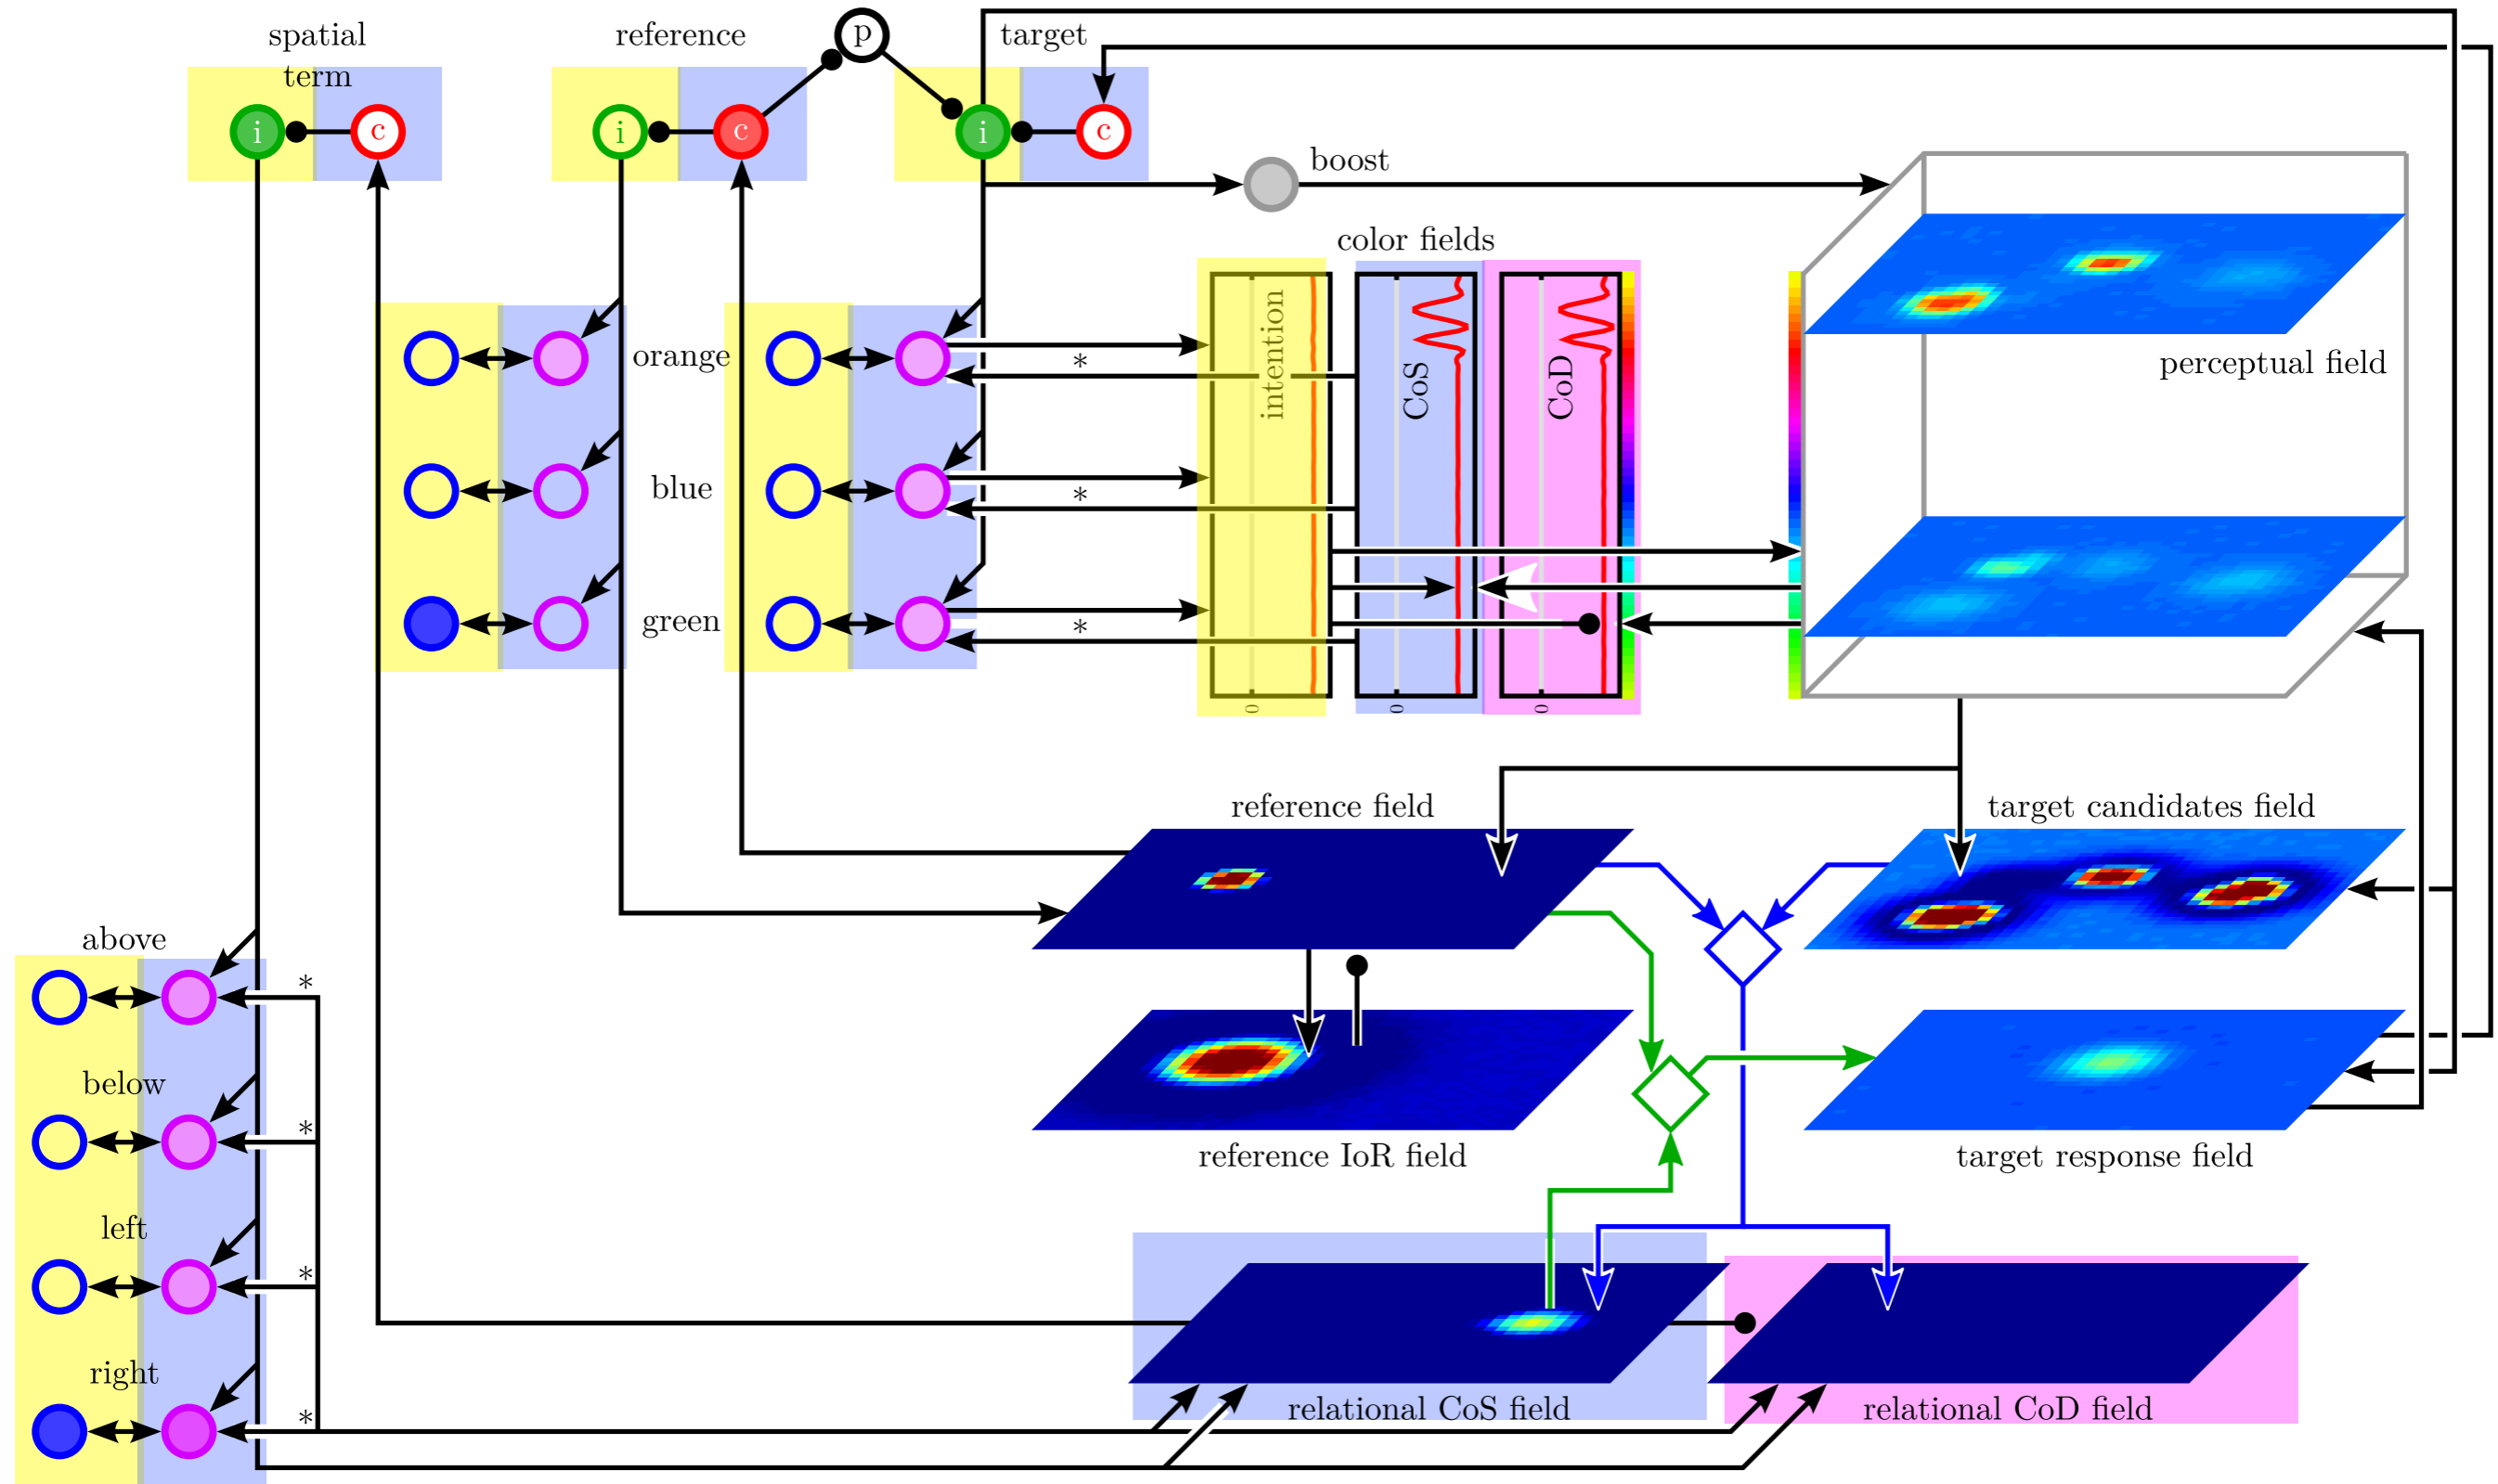 spatial
term
reference
p
target
i
c
i
c
i
c
boost
color fields
intention
CoS
CoD
perceptual field
orange
*
blue
*
green
*
0
0
0
reference field
target candidates field
above
*
below
*
left
*
right
*
reference IoR field
target response field
relational CoS field
relational CoD field